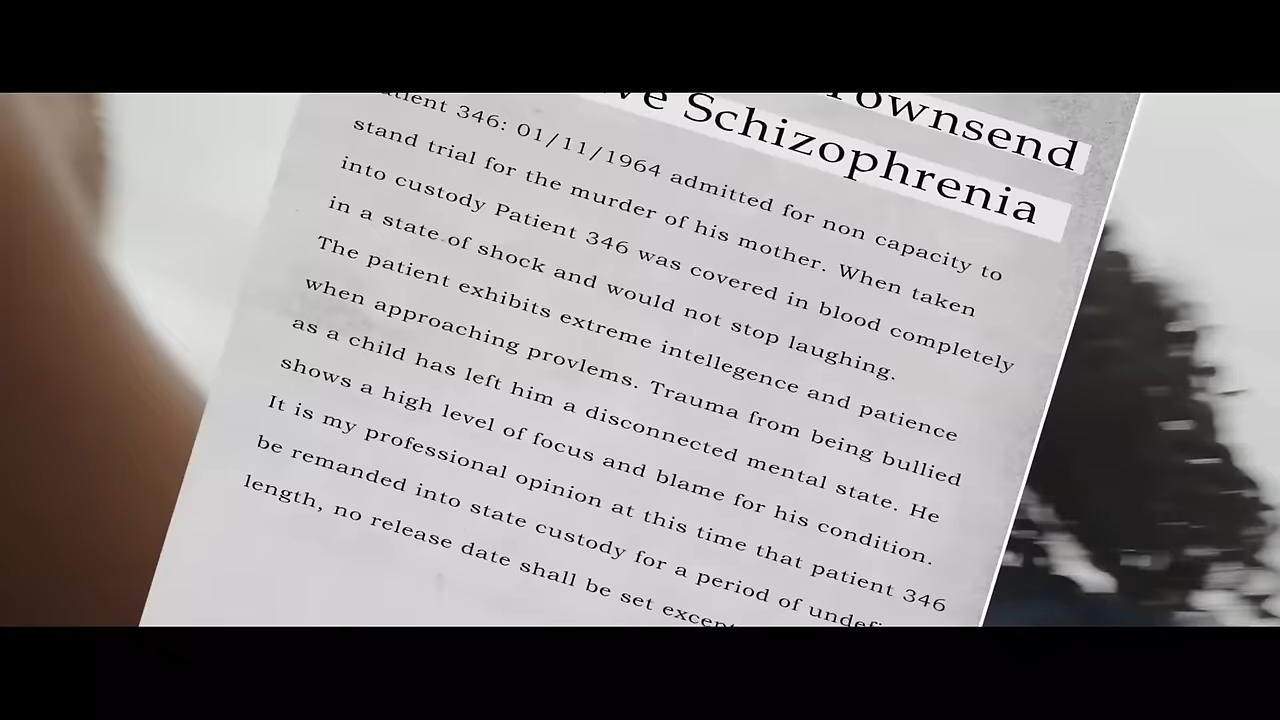 Townsend
Schizophrenia
346: 01/11/1964 admitted for non capacity to
stand trial for the murder of his mother. When taken
into custody Patient 346 was covered in blood completely
in a state of shock and would not stop laughing.
The patient exhibits extreme intellegence and patience
when approaching provlems. Trauma from being bullied
as a child has left him a disconnected mental state. He
shows a high level of focus and blame for his condition.
It is my professional opinion at this time that patient 346
be remanded into state custody for a period of
length, no release date shall be set